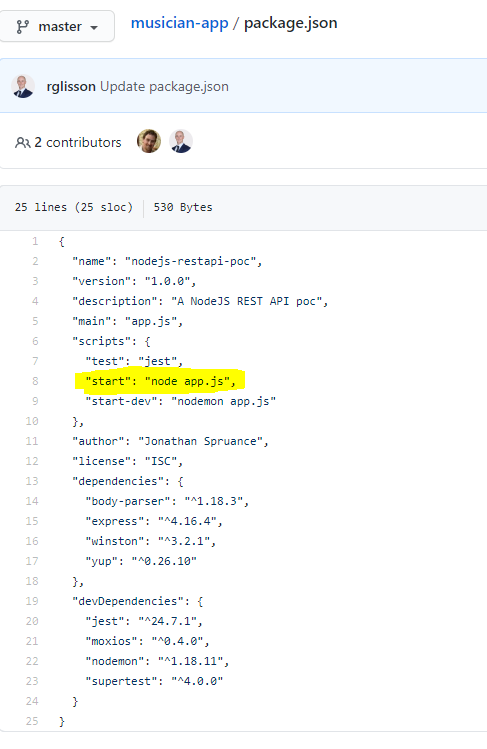 master
musician-app / package.json
rglisson Update package.json
2 contributors
25 lines (25 sloc) 530 Bytes
1 {
2 "name": "nodejs-restapi-poc",
3 "version": "1.0.0",
4 "description": "A NodeJS REST API poc",
5 "main": "app.js",
6 "scripts": {
7 "test": "jest",
8 "start": "node app.js",
9 "start-dev": "nodemon app.js"
10 },
11 "author": "Jonathan Spruance",
12 "license": "ISC",
13 "dependencies": {
14 "body-parser": "^1.18.3",
15 "express": "^4.16.4",
16 "winston": "^3.2.1",
17 "yup": "^0.26.10"
18 },
19 "devDependencies": {
20 "jest": "^24.7.1",
21 "moxios": "^0.4.0",
22 "nodemon": "^1.18.11",
23 "supertest": "^4.0.0"
24 }
25 }